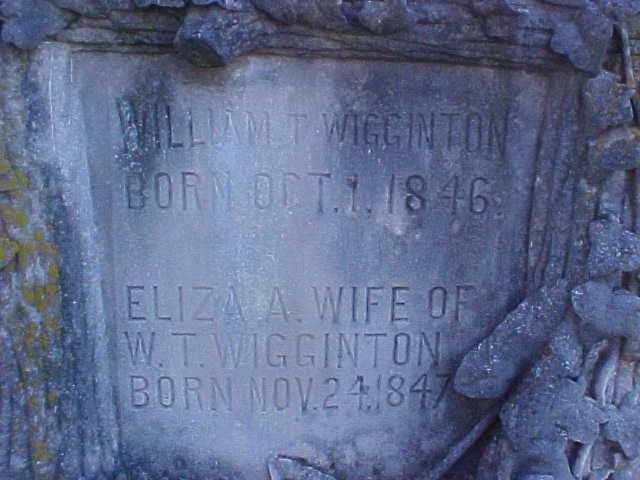 WILLIAM T. WIGGINTON
BORN OCT. 1. 1846.
ELIZA A. WIFE OF
W. T. WIGGINTON
BORN NOV. 24. 1847